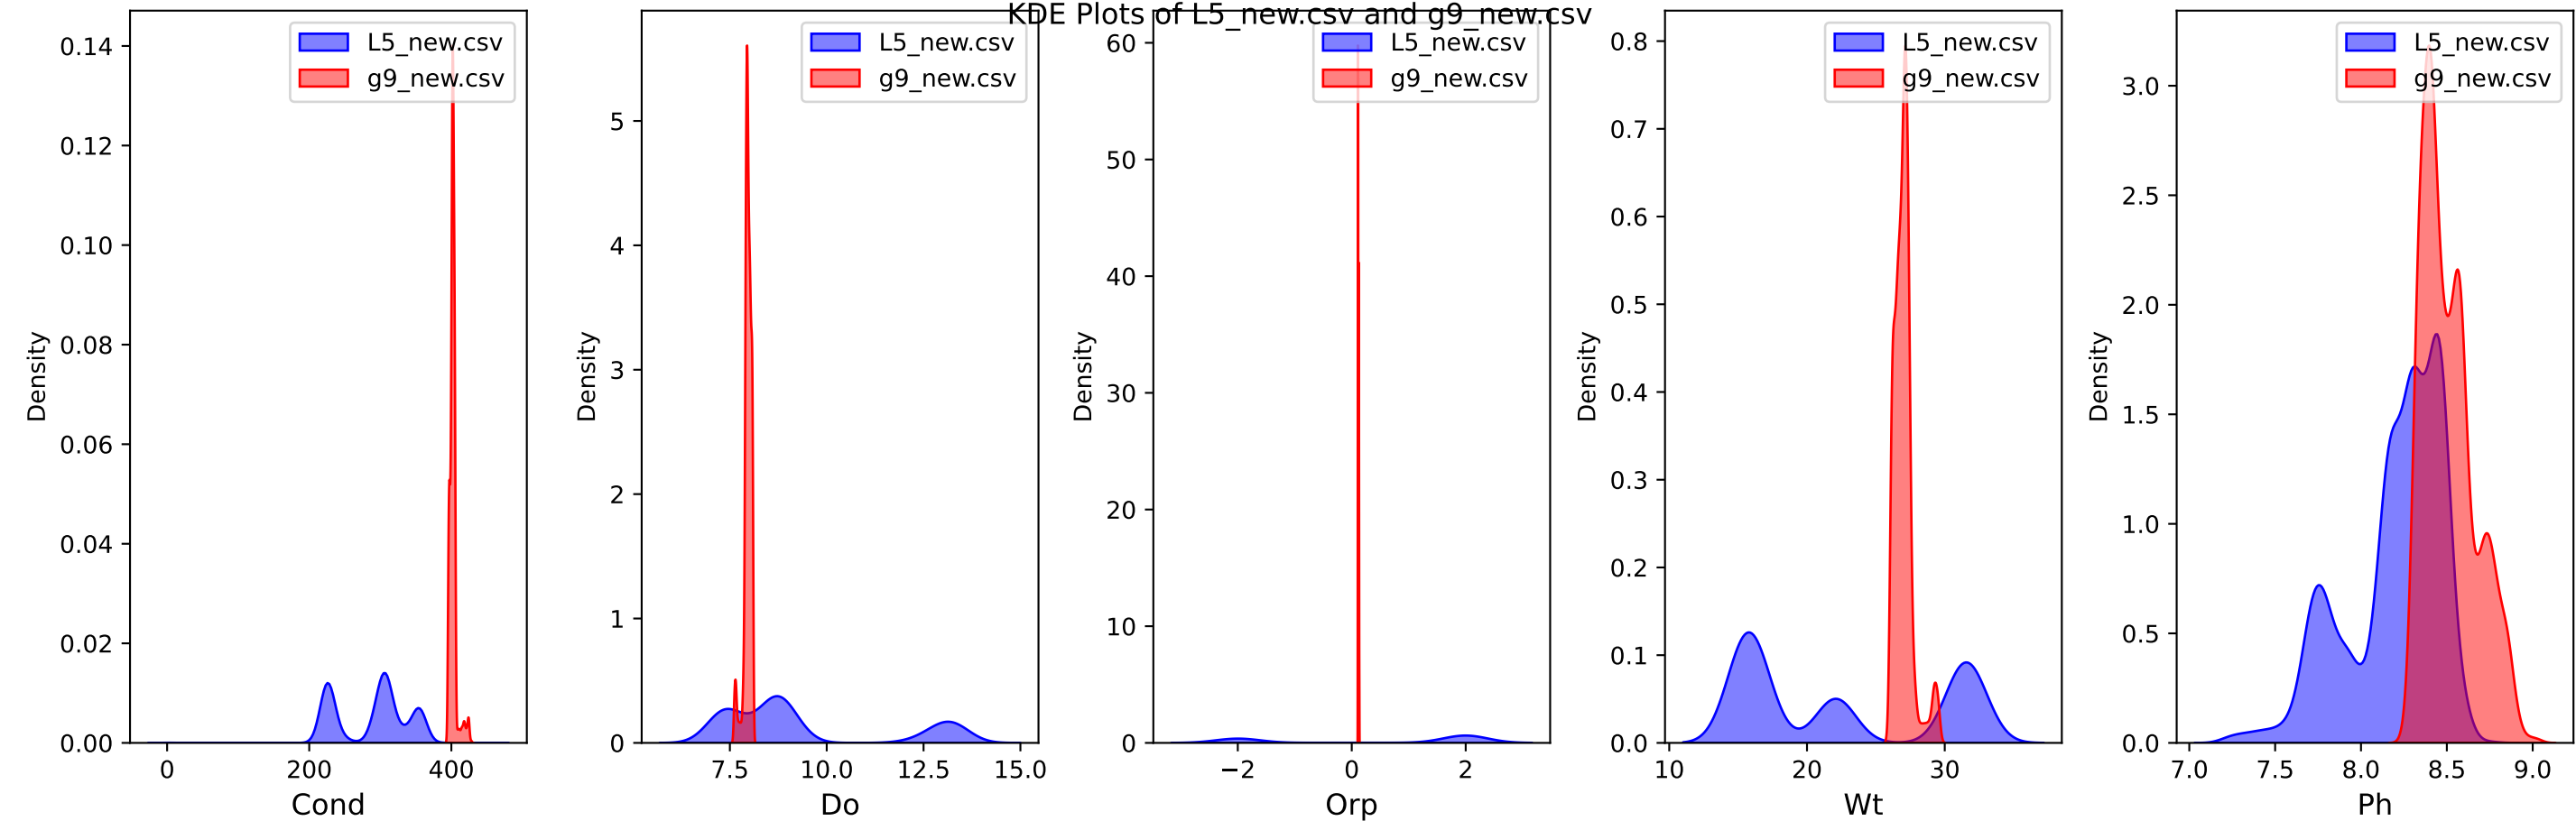 KDE Plots of L5_new.csv and g9_new.csv
Density
0.14
0.12
0.10
0.08
0.06
0.04
0.02
0.00
L5_new.csv
g9_new.csv
0 200 400
Cond
Density
5
4
3
2
1
0
L5_new.csv
g9_new.csv
7.5 10.0 12.5 15.0
Do
Density
60
50
40
30
20
10
0
L5_new.csv
g9_new.csv
−2 0 2
Orp
Density
0.8
0.7
0.6
0.5
0.4
0.3
0.2
0.1
0.0
L5_new.csv
g9_new.csv
10 20 30
Wt
Density
3.0
2.5
2.0
1.5
1.0
0.5
0.0
L5_new.csv
g9_new.csv
7.0 7.5 8.0 8.5 9.0
Ph